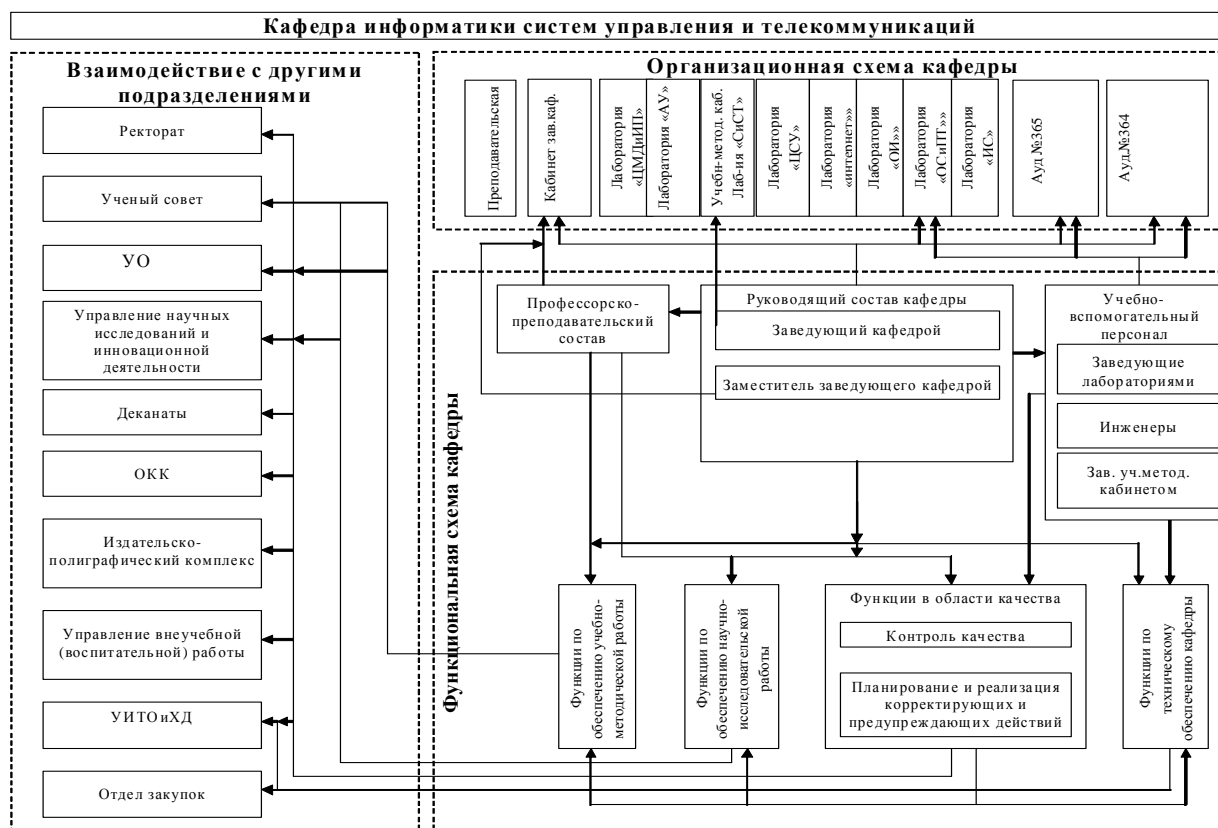 Кафедра информатики систем управления и телекоммуникаций
Взаимодействие с другими
подразделениями
Ректорат
Ученый совет
УО
Управление научных
исследований и
инновационной
деятельности
Деканаты
ОКК
Издательско-
полиграфический комплекс
Управление внеучебной
(воспитательной) работы
УИТОиХД
Отдел закупок
Организационная схема кафедры
Преподавательская
Кабинет зав.каф.
Лаборатория
«ЦМДиИП»
Лаборатория «АУ»
Учебн-метод. каб.
Лаб-ия «СиСТ»
Лаборатория
«ЦСУ»
Лаборатория
«интернет»»
Лаборатория
«ОИ»»
Лаборатория
«ОСиПТ»»
Лаборатория
«ИС»
Ауд №365
Ауд.№364
Функциональная схема кафедры
Профессорско-
преподавательский
состав
Руководящий состав кафедры
Заведующий кафедрой
Заместитель заведующего кафедрой
Учебно-
вспомогательный
персонал
Заведующие
лабораториями
Инженеры
Зав. уч.метод.
кабинетом
Функции по
обеспечению учебно-
методической работы
Функции по
обеспечению научно-
исследовательской
работы
Функции в области качества
Контроль качества
Планирование и реализация
корректирующих и
предупреждающих действий
Функции по
техническому
обеспечению кафедры